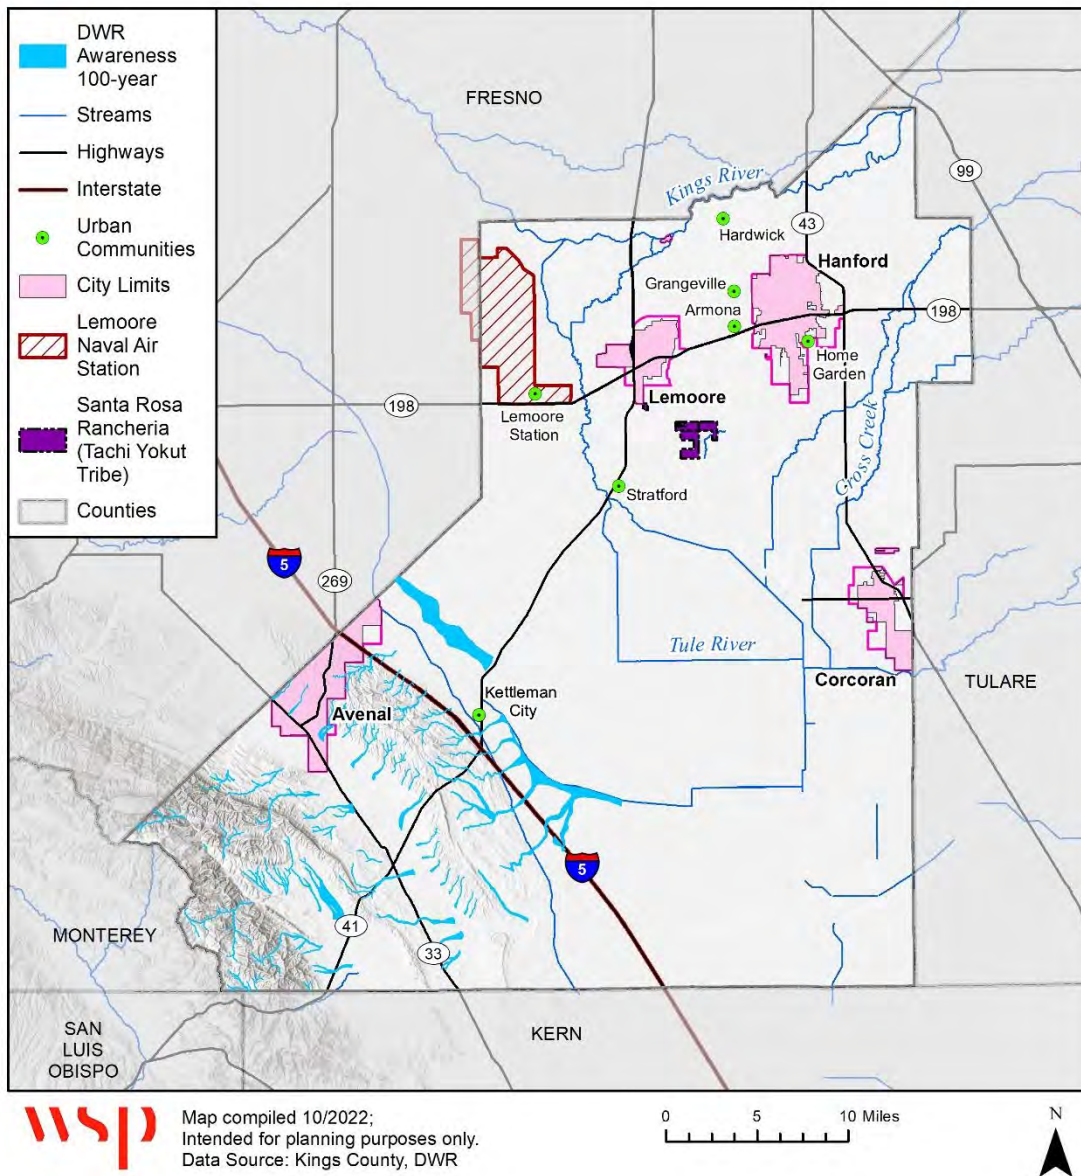 DWR
Awareness
100-year
Streams
Highways
Interstate
Urban
Communities
City Limits
Lemoore
Naval Air
Station
Santa Rosa
Rancheria
(Tachi Yokut
Tribe)
Counties
FRESNO
99
Kings River
43
Hardwick
Hanford
Grangeville
Armona
198
Home
Garden
Lemoore
198
Lemoore
Station
Cross Creek
Stratford
5
269
Tule River
Corcoran
TULARE
Kettleman
City
Avenal
5
41
33
MONTEREY
SAN
LUIS
OBISPO
KERN
wsp
Map compiled 10/2022;
Intended for planning purposes only.
Data Source: Kings County, DWR
0 5 10 Miles
N